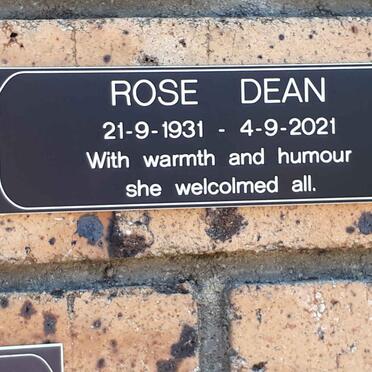 ROSE DEAN
21-9-1931 - 4-9-2021
With warmth and humour
she welcolmed all.